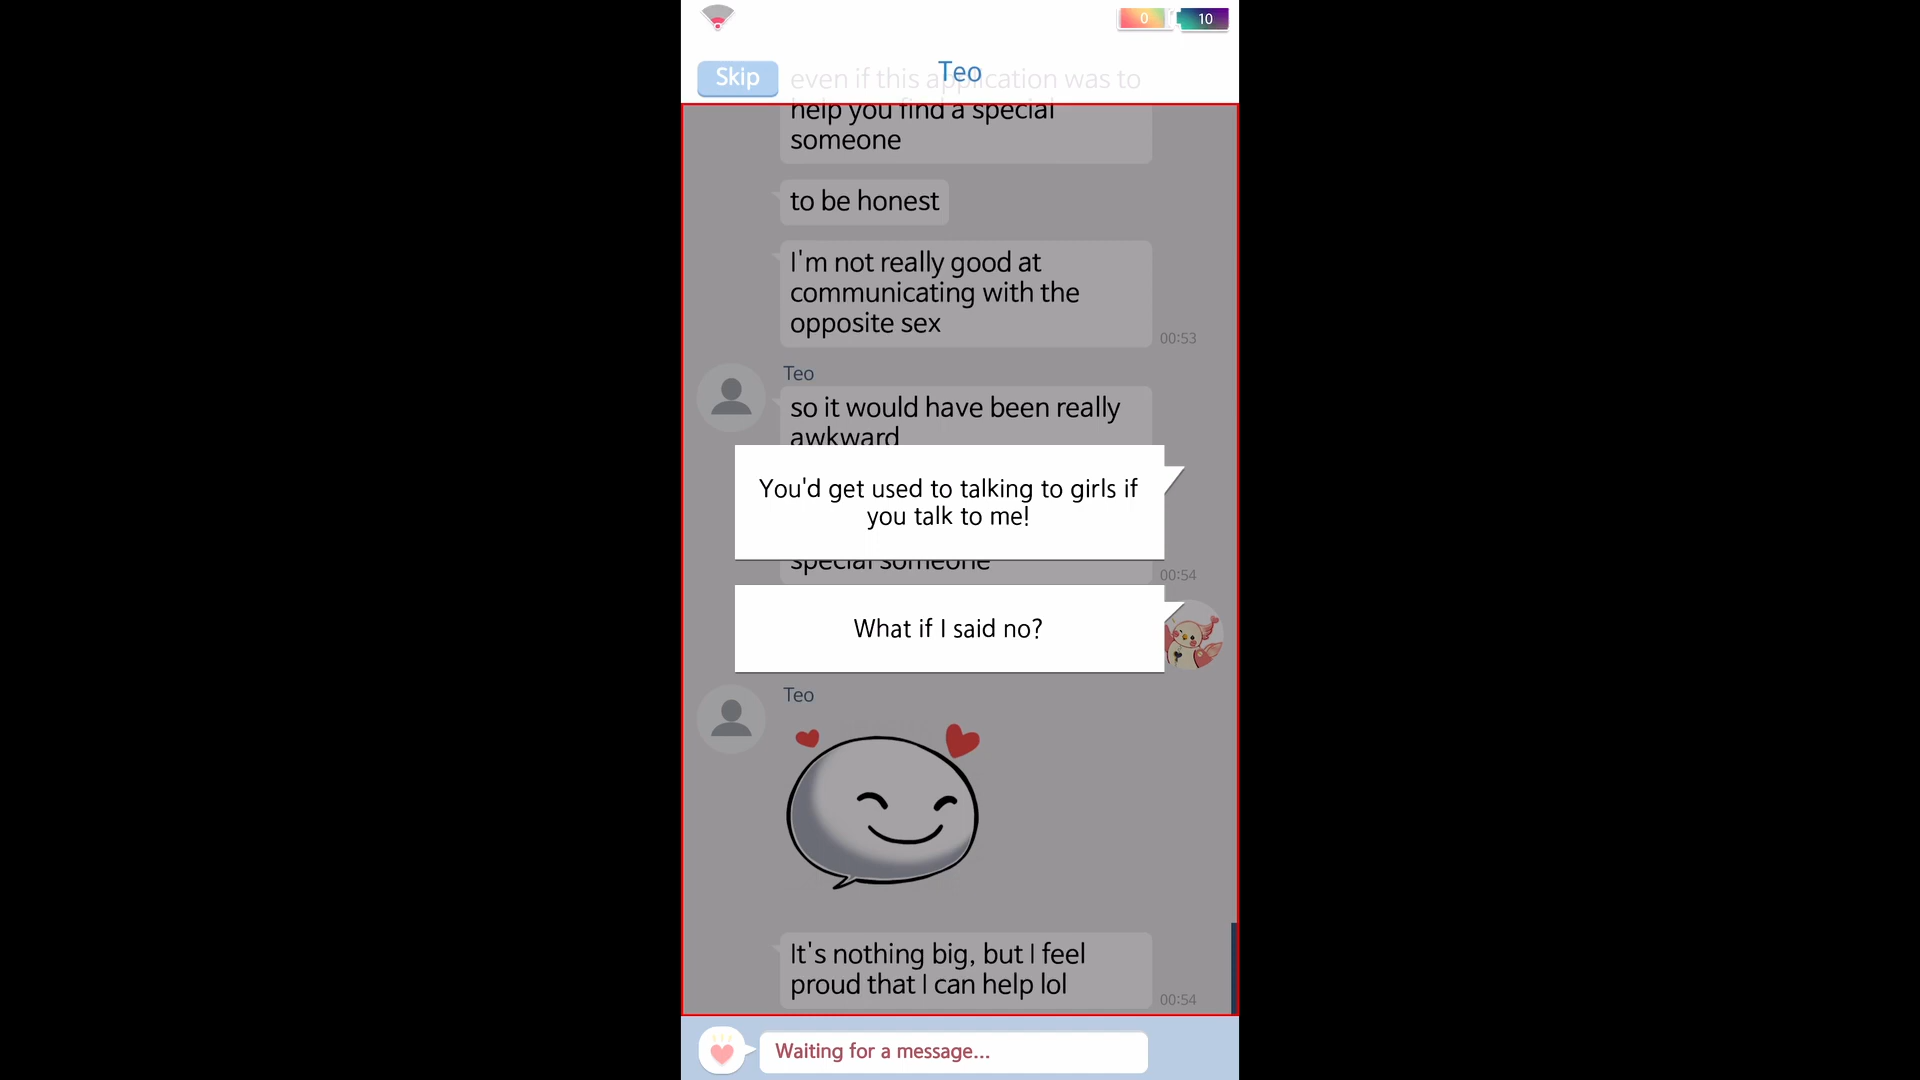 0
10
Skip
Teo
even if this application was to
help you find a special
someone
to be honest
I'm not really good at
communicating with the
opposite sex
00:53
Teo
so it would have been really
awkward
You'd get used to talking to girls if
you talk to me!
special someone
00:54
What if I said no?
Teo
It's nothing big, but I feel
proud that I can help lol
00:54
Waiting for a message...